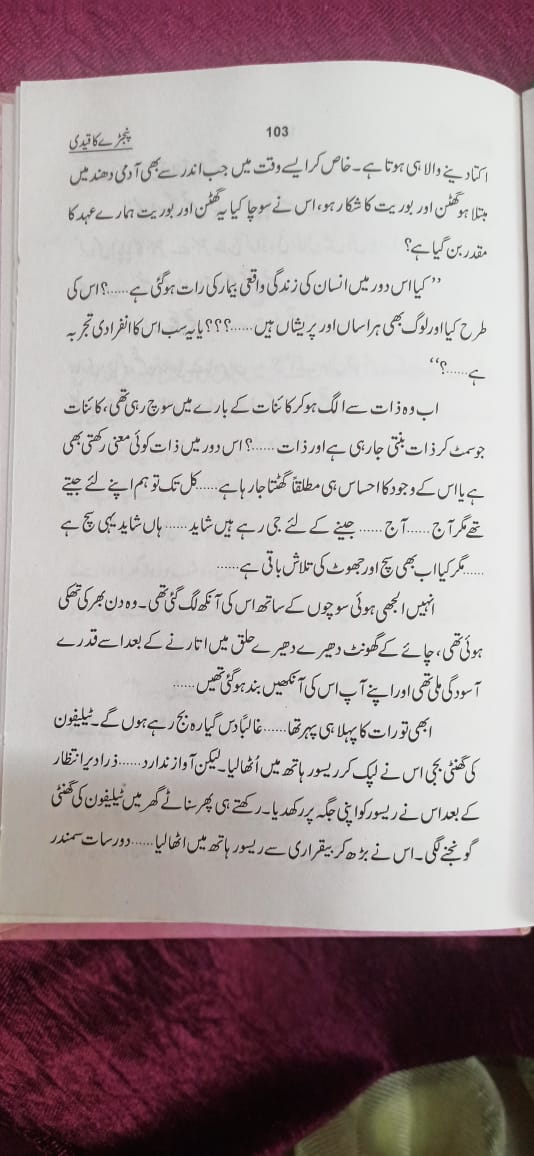 پنجڑے کا قیدی
103
اکتا دینے والا ہی ہوتا ہے۔ خاص کر ایسے وقت میں جب اندر سے بھی آدمی دھند میں
مبتلا ہو گھٹن اور بوریت کا شکار ہو، اس نے سوچا کیا یہ گھٹن اور بوریت ہمارے عہد کا
مقدر بن گیا ہے؟
’’کیا اس دور میں انسان کی زندگی واقعی بیمار کی رات ہو گئی ہے......؟ اس کی
طرح کیا اور لوگ بھی ہراساں اور پریشاں ہیں......؟؟؟ یا یہ سب اس کا انفرادی تجربہ
ہے.....؟‘‘
اب وہ ذات سے الگ ہو کر کائنات کے بارے میں سوچ رہی تھی، کائنات
جو سمٹ کر ذات بنتی جا رہی ہے اور ذات......؟ اس دور میں ذات کوئی معنی رکھتی بھی
ہے یا اس کے وجود کا احساس ہی مطلقاً گھٹتا جا رہا ہے......کل تک تو ہم اپنے لئے جیتے
تھے مگر آج......آج......جینے کے لئے جی رہے ہیں شاید......ہاں شاید یہی سچ ہے
......مگر کیا اب بھی سچ اور جھوٹ کی تلاش باقی ہے......
انہیں الجھی ہوئی سوچوں کے ساتھ اس کی آنکھ لگ گئی تھی۔ وہ دن بھر کی تھکی
ہوئی تھی، چائے کے گھونٹ دھیرے دھیرے حلق میں اتارنے کے بعد اسے قدرے
آسودگی ملی تھی اور اپنے آپ اس کی آنکھیں بند ہو گئی تھیں......
ابھی تو رات کا پہلا ہی پہر تھا......غالباً دس گیارہ بج رہے ہوں گے۔ ٹیلیفون
کی گھنٹی بجی اس نے لپک کر ریسور ہاتھ میں اُٹھا لیا۔ لیکن آواز ندارد......ذرا دیر انتظار
کے بعد اس نے ریسور کو اپنی جگہ پر رکھ دیا۔ رکھتے ہی پھر سناٹے گھر میں ٹیلیفون کی گھنٹی
گونجنے لگی۔ اس نے بڑھ کر بیقراری سے ریسور ہاتھ میں اٹھا لیا......دور سات سمندر